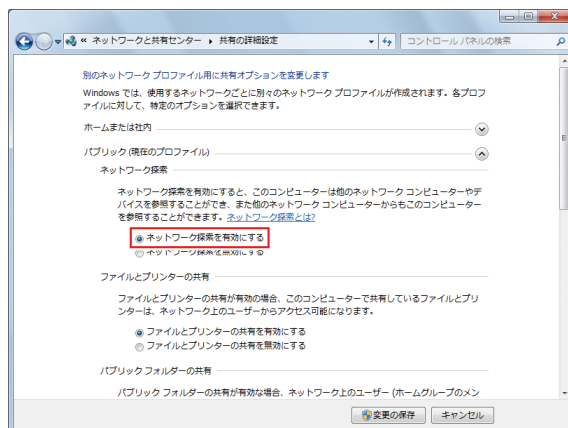 « ネットワークと共有センター ▸ 共有の詳細設定
コントロール パネルの検索
別のネットワーク プロファイル用に共有オプションを変更します
Windows では、使用するネットワークごとに別々のネットワーク プロファイルが作成されます。各プロフ
ァイルに対して、特定のオプションを選択できます。
ホームまたは社内
パブリック (現在のプロファイル)
ネットワーク探索
ネットワーク探索を有効にすると、このコンピューターは他のネットワーク コンピューターやデ
バイスを参照することができ、また他のネットワーク コンピューターからもこのコンピューター
を参照することができます。ネットワーク探索とは?
ネットワーク探索を有効にする
ネットワーク探索を無効にする
ファイルとプリンターの共有
ファイルとプリンターの共有が有効の場合、このコンピューターで共有しているファイルとプリ
ンターは、ネットワーク上のユーザーからアクセス可能になります。
ファイルとプリンターの共有を有効にする
ファイルとプリンターの共有を無効にする
パブリック フォルダーの共有
パブリック フォルダーの共有が有効な場合、ネットワーク上のユーザー (ホームグループのメン
変更の保存
キャンセル